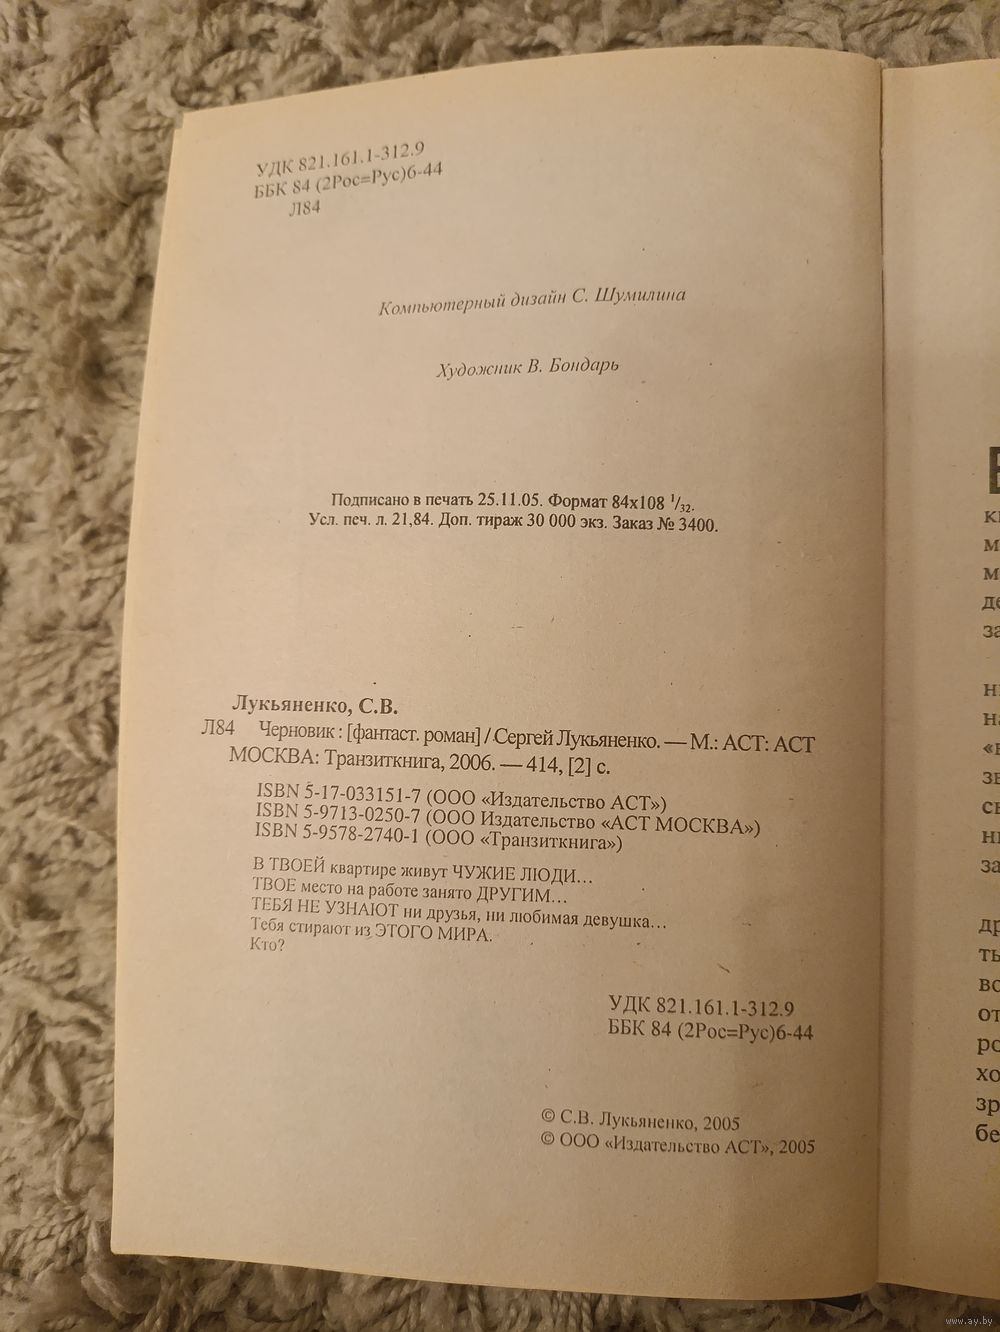 УДК 821.161.1-312.9
ББК 84 (2Рос=Рус)6-44
Л84
Компьютерный дизайн С. Шумилина
Художник В. Бондарь
Подписано в печать 25.11.05. Формат 84x108 1/32.
Усл. печ. л. 21,84. Доп. тираж 30 000 экз. Заказ № 3400.
Лукьяненко, С.В.
Л84 Черновик : [фантаст. роман] / Сергей Лукьяненко. — М.: АСТ: АСТ
МОСКВА: Транзиткнига, 2006. — 414, [2] с.
ISBN 5-17-033151-7 (ООО «Издательство АСТ»)
ISBN 5-9713-0250-7 (ООО Издательство «АСТ МОСКВА»)
ISBN 5-9578-2740-1 (ООО «Транзиткнига»)
В ТВОЕЙ квартире живут ЧУЖИЕ ЛЮДИ...
ТВОЕ место на работе занято ДРУГИМ...
ТЕБЯ НЕ УЗНАЮТ ни друзья, ни любимая девушка...
Тебя стирают из ЭТОГО МИРА.
Кто?
УДК 821.161.1-312.9
ББК 84 (2Рос=Рус)6-44
© С.В. Лукьяненко, 2005
© ООО «Издательство АСТ», 2005
www.ay.by